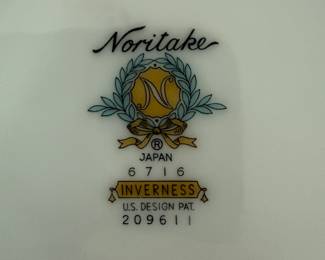 Noritake
N
®
JAPAN
6716
INVERNESS
U.S. DESIGN PAT.
209611